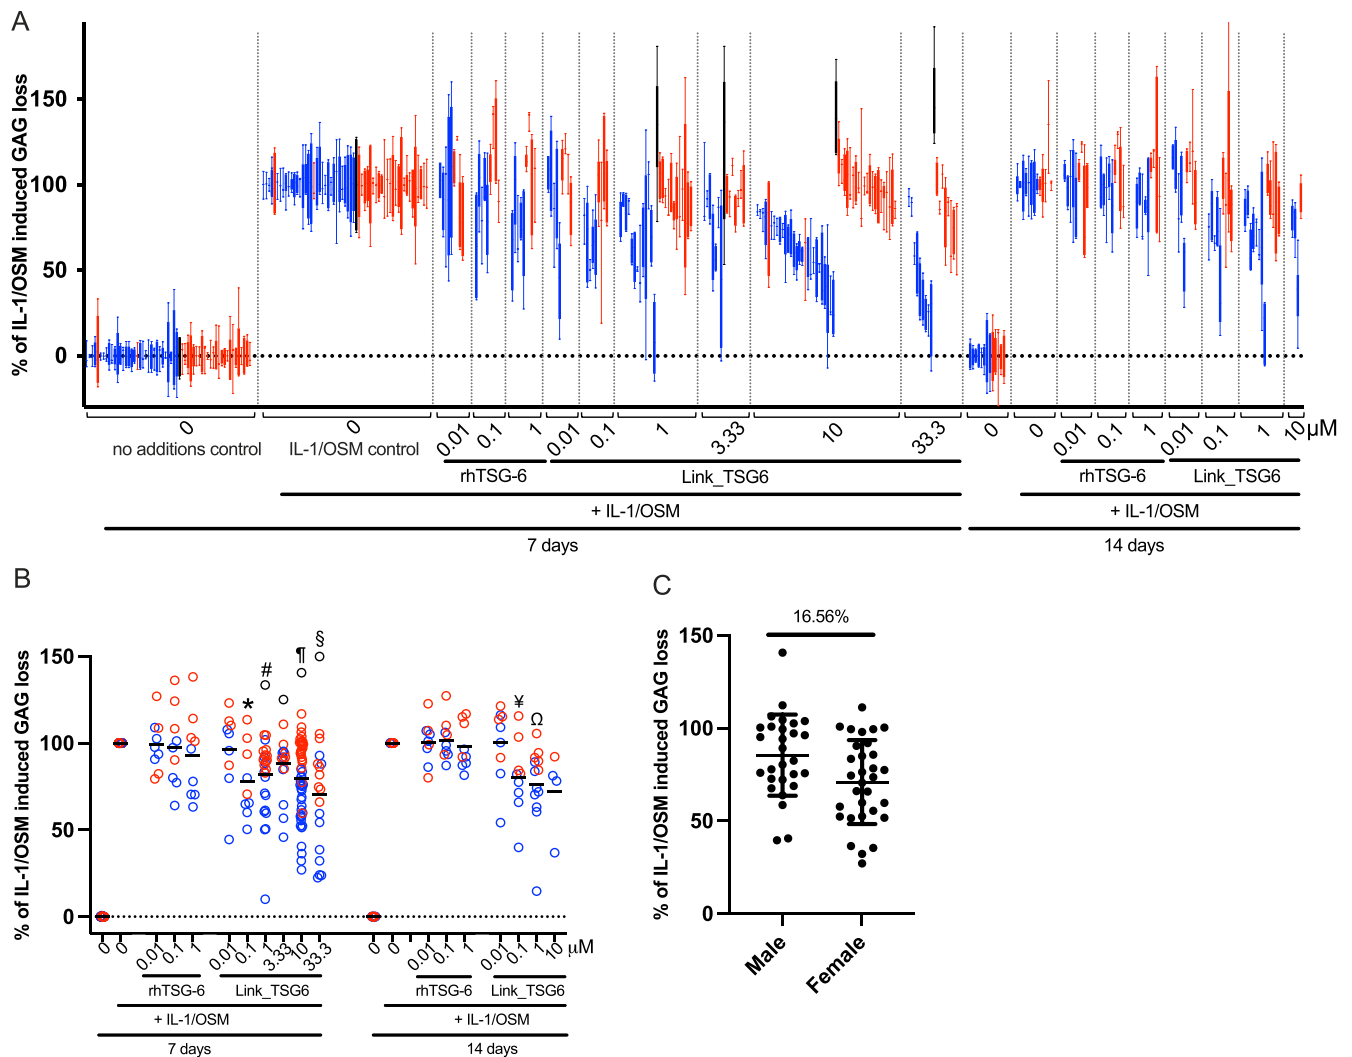 A
% of IL-1/OSM induced GAG loss
150
100
50
0
0 0 0.01 0.1 1 0.01 0.1 1 3.33 10 33.3 0 0 0.01 0.1 1 0.01 0.1 1 10 μM
no additions control IL-1/OSM control
rhTSG-6 Link_TSG6 rhTSG-6 Link_TSG6
+ IL-1/OSM + IL-1/OSM
7 days 14 days
B
% of IL-1/OSM induced GAG loss
150
100
50
0
* # ¶ § ¥ Ω
0 0 0.01 0.1 1 0.01 0.1 1 3.33 10 33.3 0 0 0.01 0.1 1 0.01 0.1 1 10 μM
rhTSG-6 Link_TSG6 rhTSG-6 Link_TSG6
+ IL-1/OSM + IL-1/OSM
7 days 14 days
C
% of IL-1/OSM induced GAG loss
16.56%
150
100
50
0
Male Female